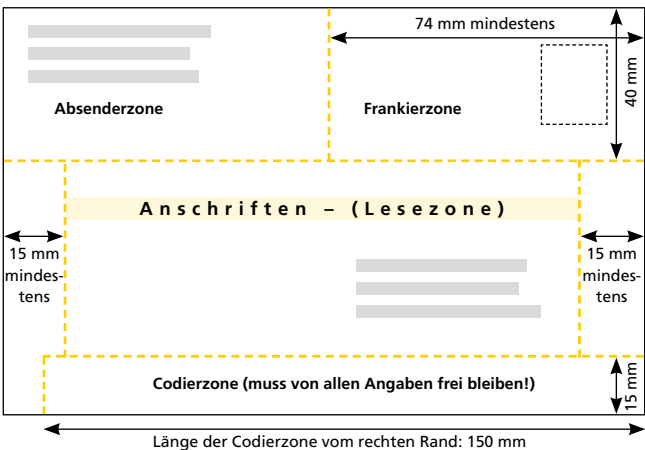 74 mm mindestens
40 mm
Absenderzone
Frankierzone
Anschriften – (Lesezone)
15 mm
mindes-
tens
15 mm
mindes-
tens
Codierzone (muss von allen Angaben frei bleiben!)
15 mm
Länge der Codierzone vom rechten Rand: 150 mm